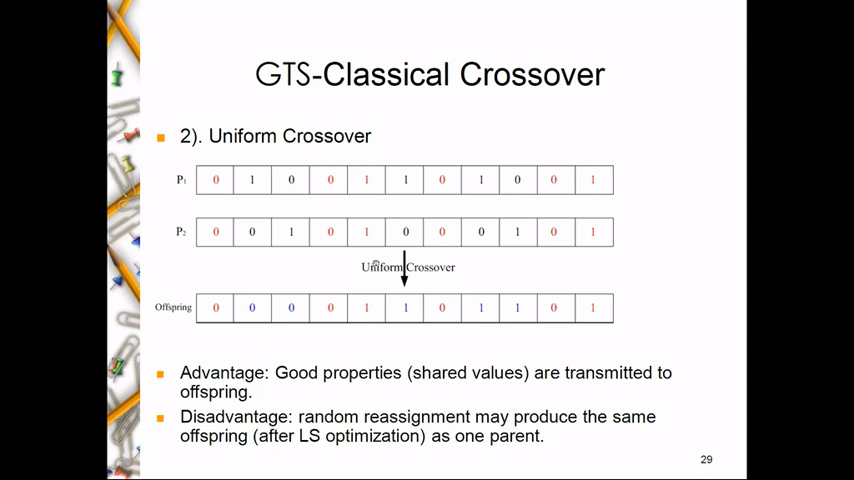 GTS-Classical Crossover
2). Uniform Crossover
P1 0 1 0 0 1 1 0 1 0 0 1
P2 0 0 1 0 1 0 0 0 1 0 1
Uniform Crossover
Offspring 0 0 0 0 1 1 0 1 1 0 1
Advantage: Good properties (shared values) are transmitted to
offspring.
Disadvantage: random reassignment may produce the same
offspring (after LS optimization) as one parent.
29